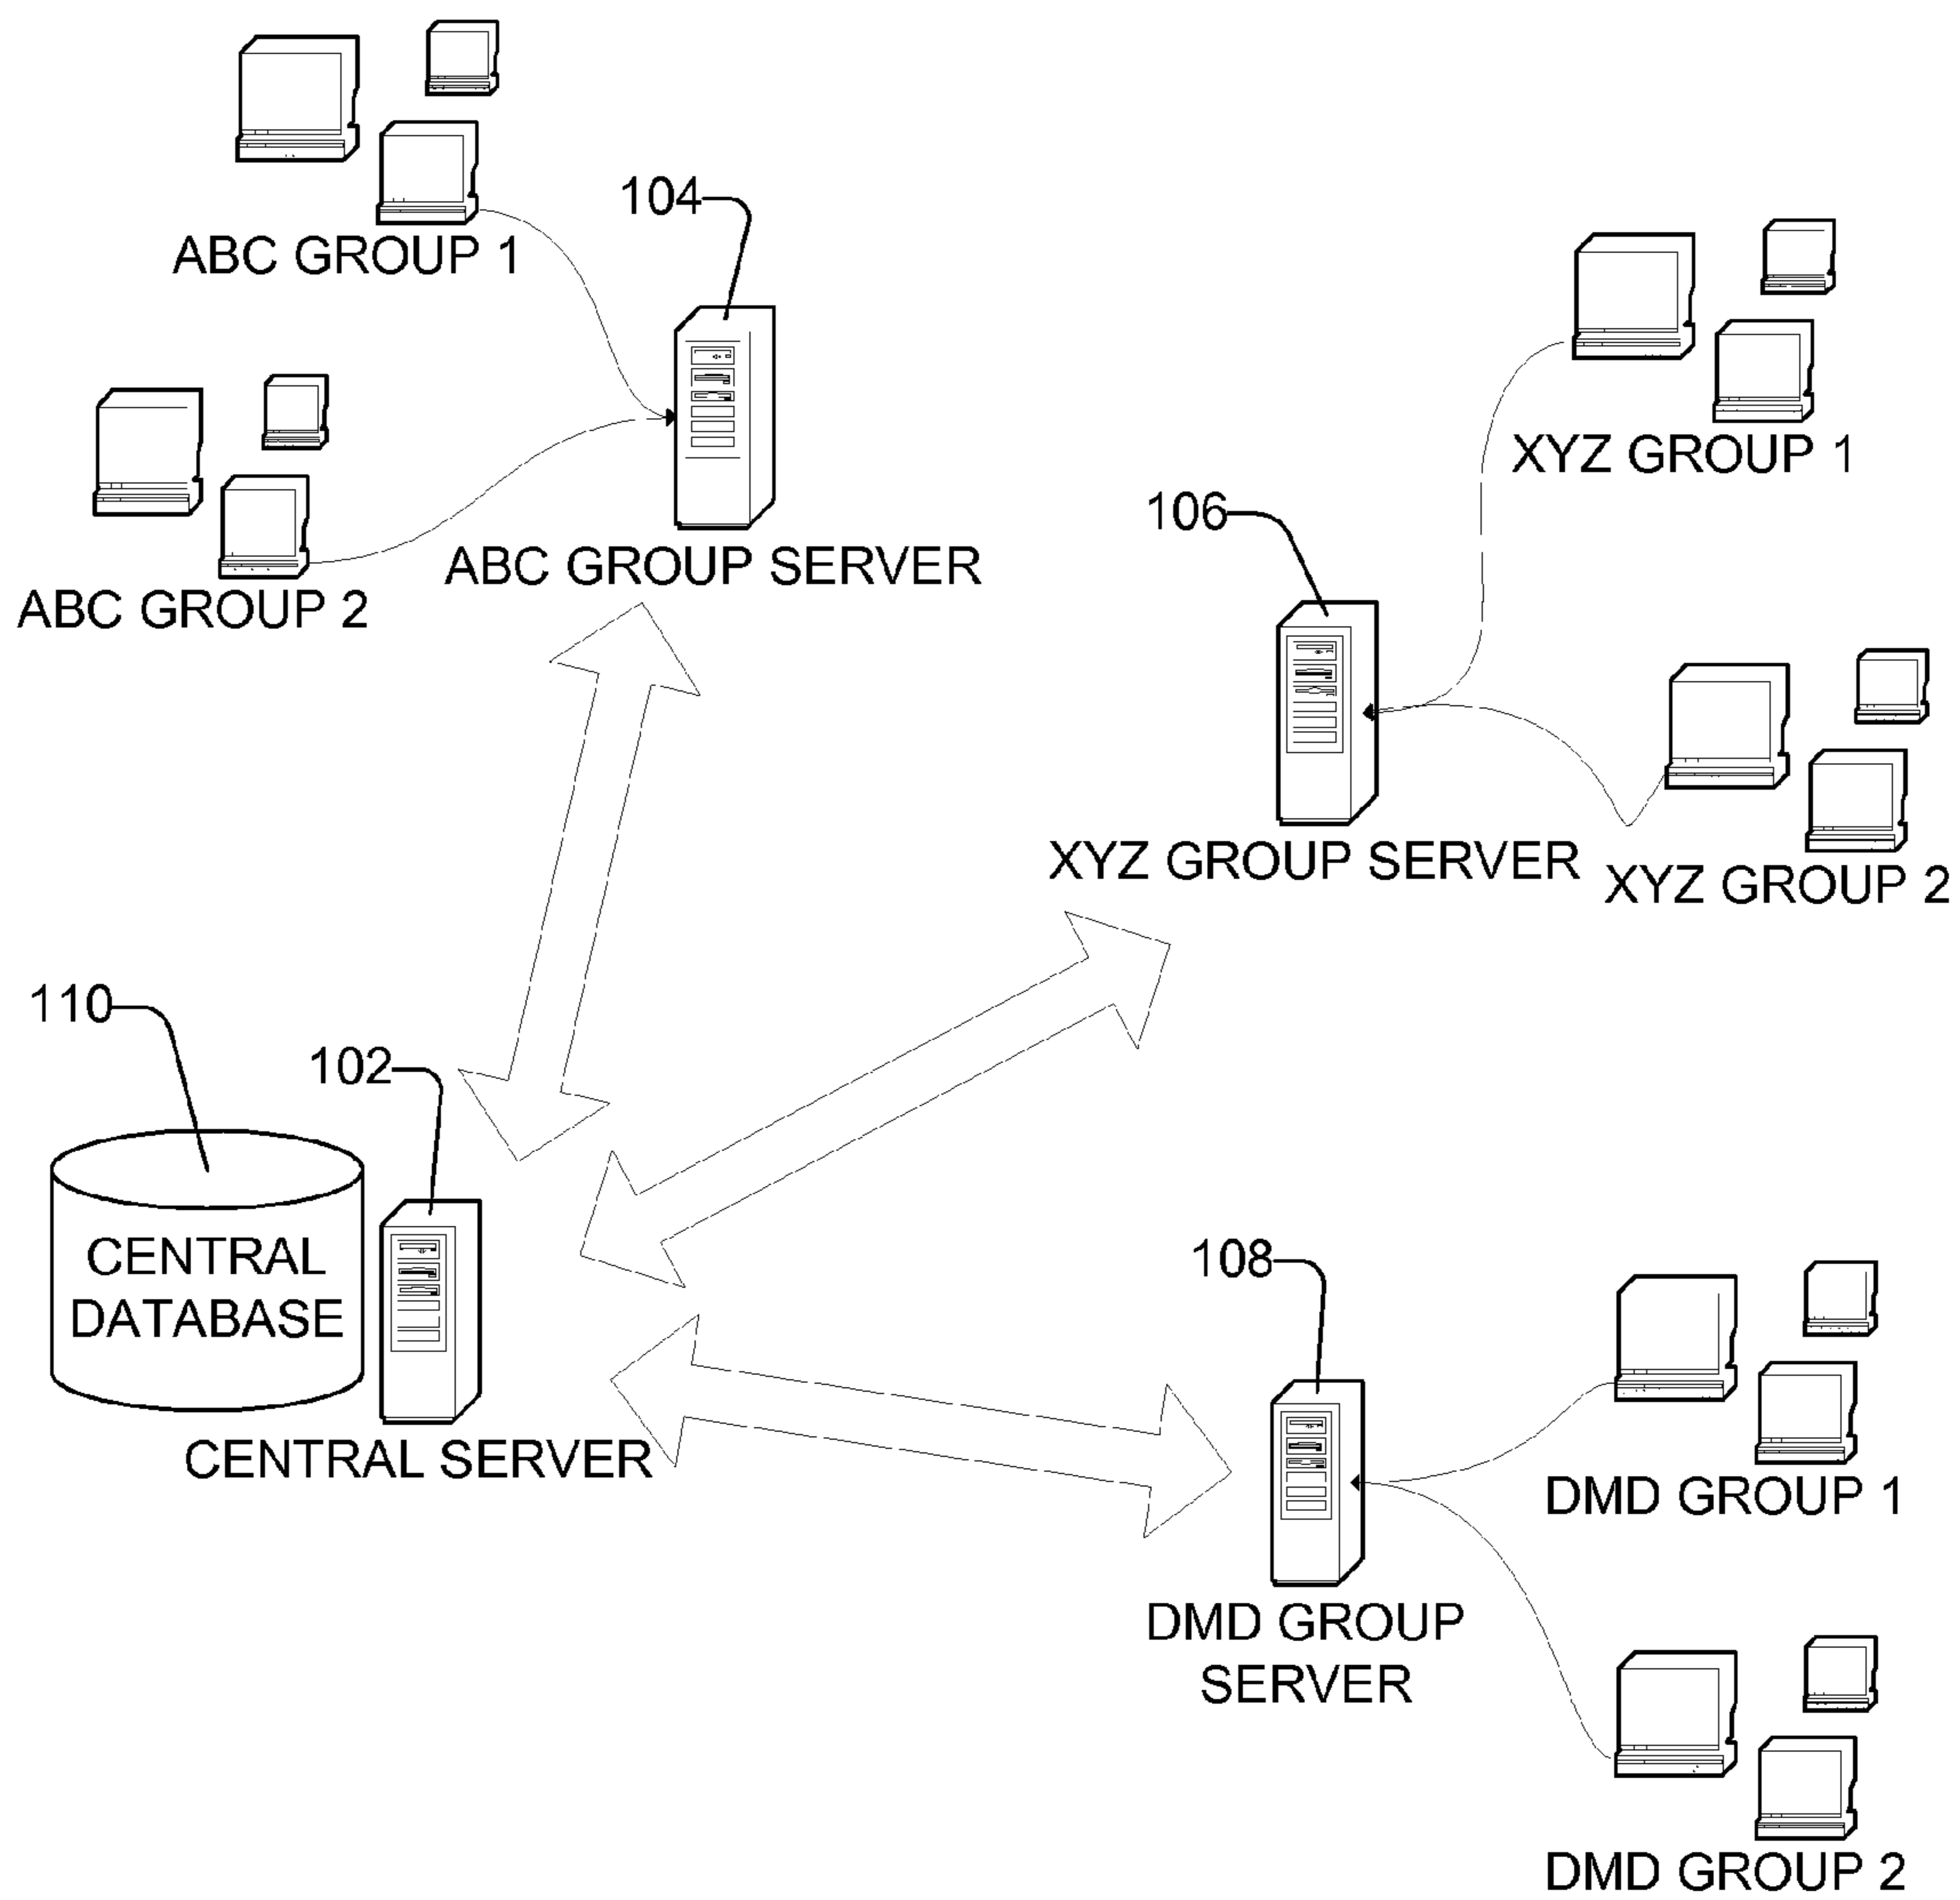 104
ABC GROUP 1
ABC GROUP SERVER
ABC GROUP 2
XYZ GROUP 1
106
XYZ GROUP SERVER
XYZ GROUP 2
110
102
CENTRAL
DATABASE
CENTRAL SERVER
108
DMD GROUP 1
DMD GROUP
SERVER
DMD GROUP 2